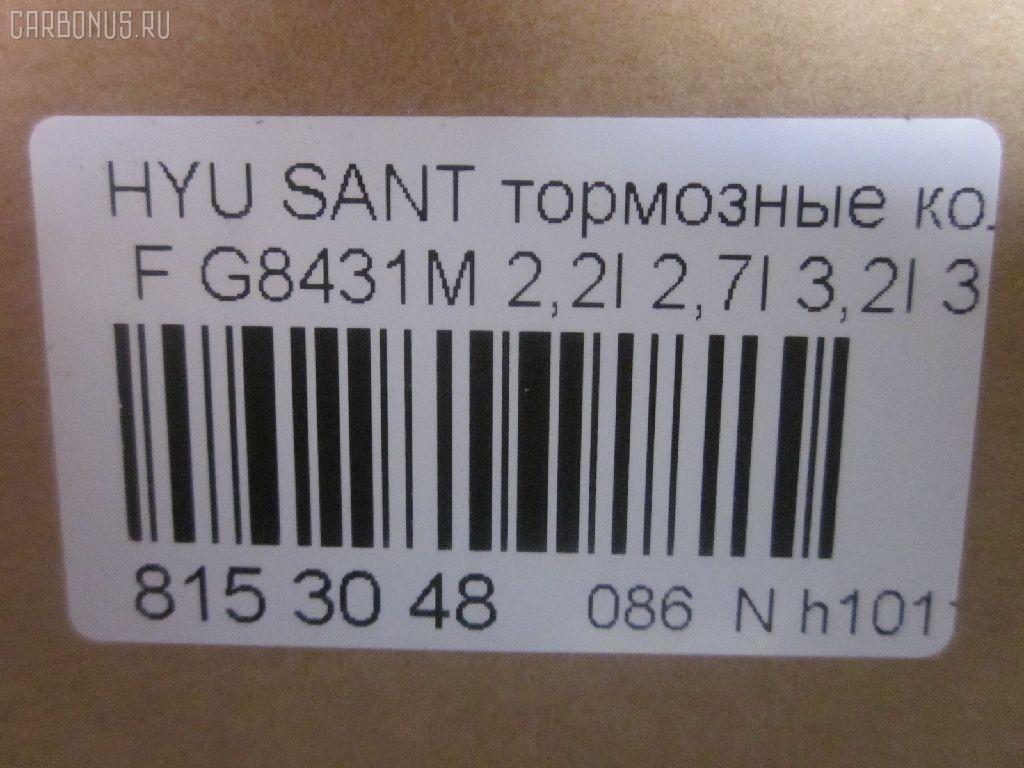 CARBONUS.RU
HYU SANT тормозные ко
F G8431M 2,2l 2,7l 3,2l 3
815 30 48 086 N h101